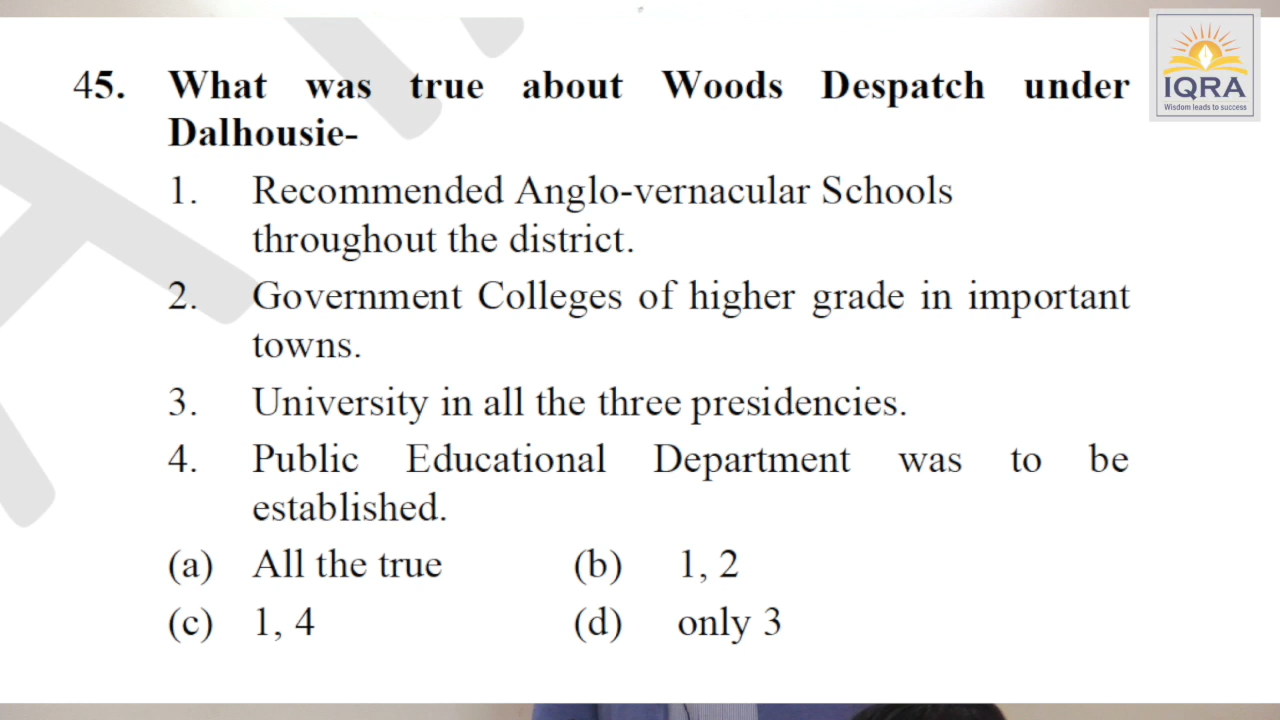 45. What was true about Woods Despatch under
Dalhousie-
1. Recommended Anglo-vernacular Schools
throughout the district.
2. Government Colleges of higher grade in important
towns.
3. University in all the three presidencies.
4. Public Educational Department was to be
established.
(a) All the true (b) 1, 2
(c) 1, 4 (d) only 3
IQRA
Wisdom leads to success